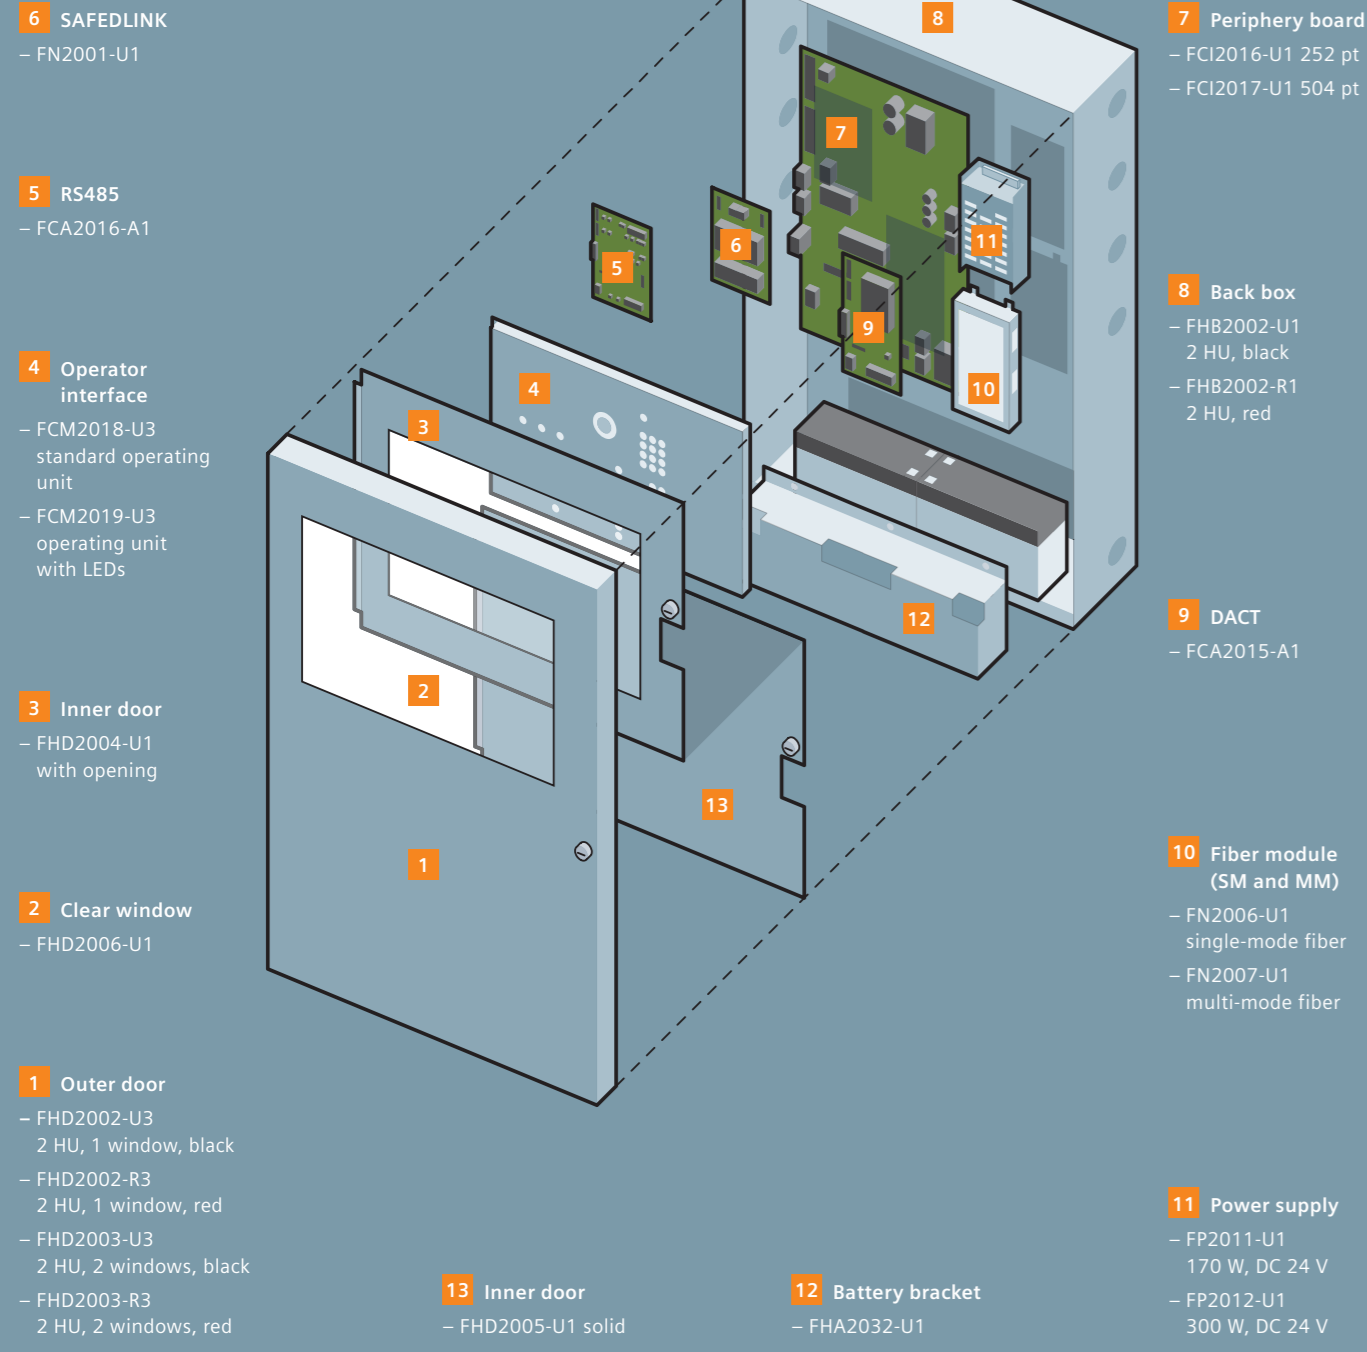 6 SAFEDLINK
– FN2001-U1
5 RS485
– FCA2016-A1
4 Operator
interface
– FCM2018-U3
standard operating
unit
– FCM2019-U3
operating unit
with LEDs
3 Inner door
– FHD2004-U1
with opening
2 Clear window
– FHD2006-U1
1 Outer door
– FHD2002-U3
2 HU, 1 window, black
– FHD2002-R3
2 HU, 1 window, red
– FHD2003-U3
2 HU, 2 windows, black
– FHD2003-R3
2 HU, 2 windows, red
8
7
6
5
11
9
10
4
3
12
2
13
1
13 Inner door
– FHD2005-U1 solid
12 Battery bracket
– FHA2032-U1
7 Periphery board
– FCI2016-U1 252 pt
– FCI2017-U1 504 pt
8 Back box
– FHB2002-U1
2 HU, black
– FHB2002-R1
2 HU, red
9 DACT
– FCA2015-A1
10 Fiber module
(SM and MM)
– FN2006-U1
single-mode fiber
– FN2007-U1
multi-mode fiber
11 Power supply
– FP2011-U1
170 W, DC 24 V
– FP2012-U1
300 W, DC 24 V